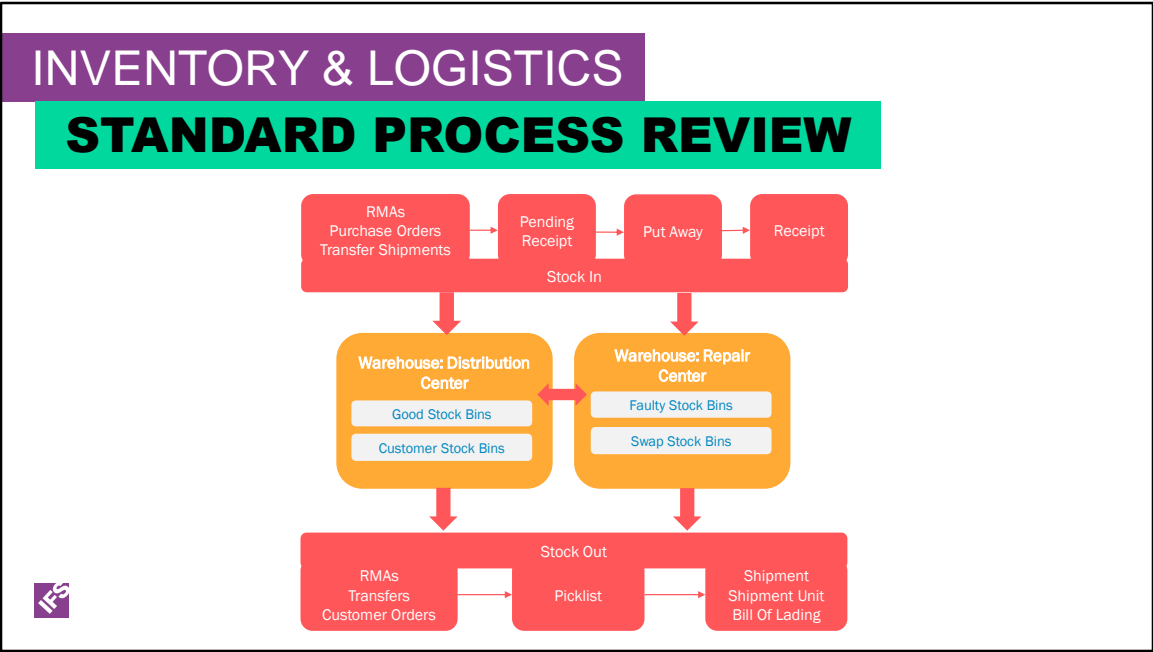 INVENTORY & LOGISTICS
STANDARD PROCESS REVIEW
RMAs
Purchase Orders
Transfer Shipments
Pending
Receipt
Put Away
Receipt
Stock In
Warehouse: Distribution
Center
Good Stock Bins
Customer Stock Bins
Warehouse: Repair
Center
Faulty Stock Bins
Swap Stock Bins
Stock Out
RMAs
Transfers
Customer Orders
Picklist
Shipment
Shipment Unit
Bill Of Lading
IFS